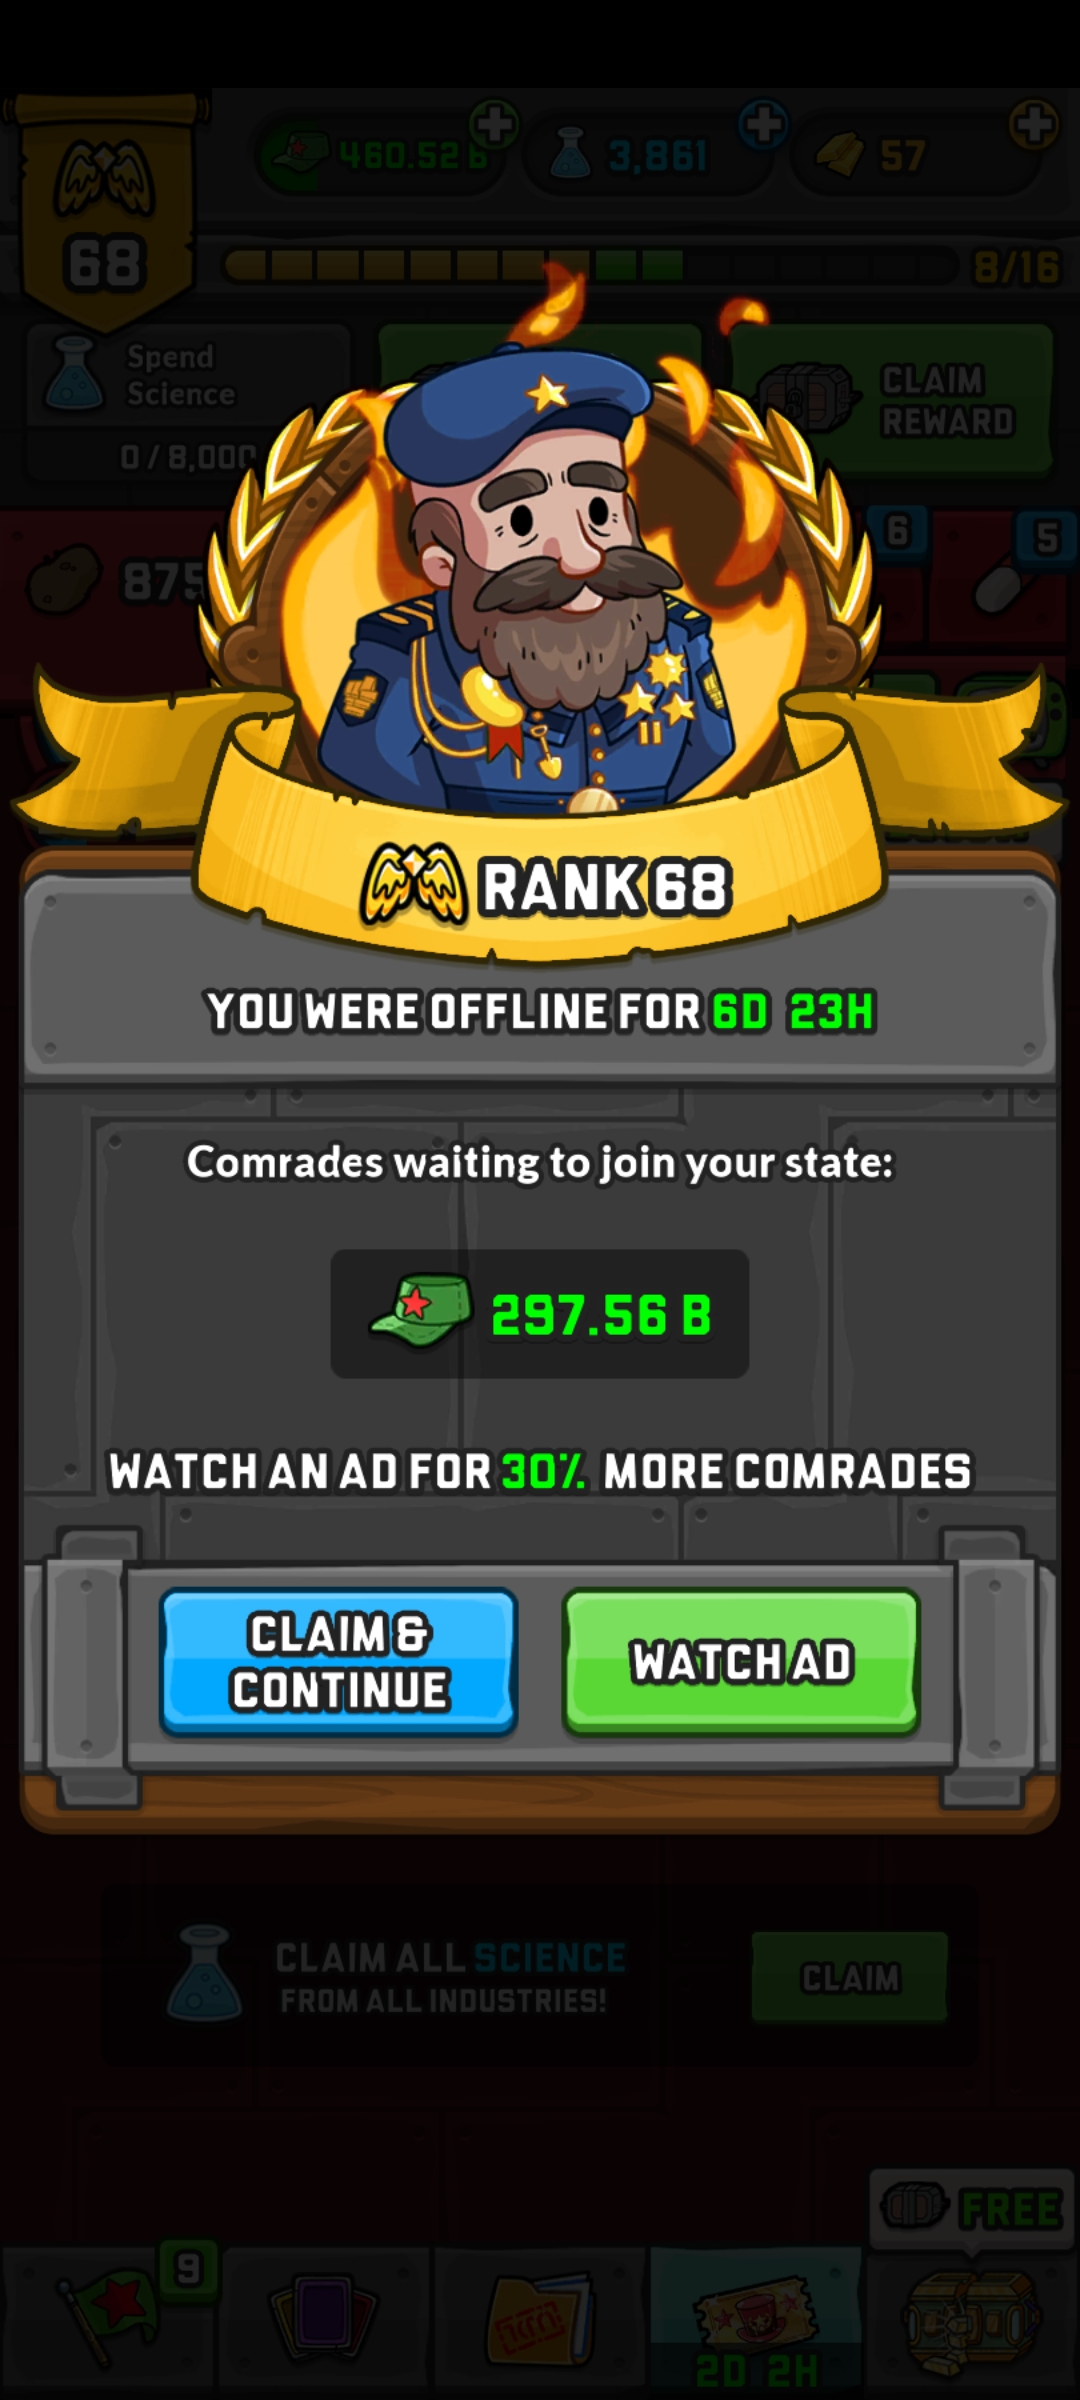 460.52 B
3,861
57
68
8/16
Spend
Science
0 / 8,000
CLAIM
REWARD
875
6
5
RANK 68
YOU WERE OFFLINE FOR 6D 23H
Comrades waiting to join your state:
297.56 B
WATCH AN AD FOR 30% MORE COMRADES
CLAIM &
CONTINUE
WATCH AD
CLAIM ALL SCIENCE
FROM ALL INDUSTRIES!
CLAIM
FREE
9
2D 2H